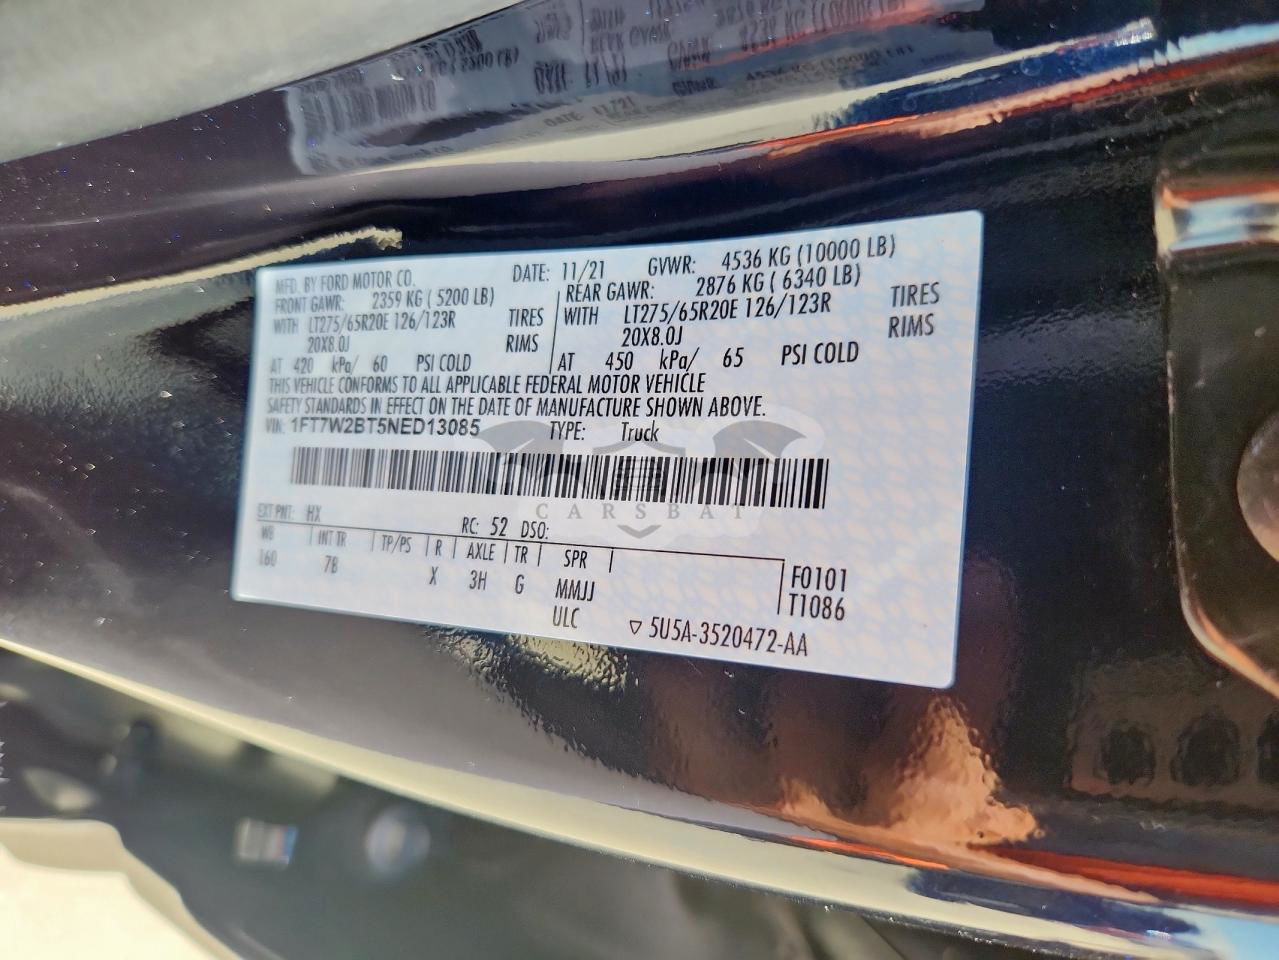 MFD. BY FORD MOTOR CO. DATE: 11/21 GVWR: 4536 KG (10000 LB)
FRONT GAWR: 2359 KG (5200 LB) REAR GAWR: 2876 KG (6340 LB)
WITH LT275/65R20E 126/123R TIRES WITH LT275/65R20E 126/123R TIRES
20X8.0J RIMS 20X8.0J RIMS
AT 420 kPa/ 60 PSI COLD AT 450 kPa/ 65 PSI COLD
THIS VEHICLE CONFORMS TO ALL APPLICABLE FEDERAL MOTOR VEHICLE
SAFETY STANDARDS IN EFFECT ON THE DATE OF MANUFACTURE SHOWN ABOVE.
VIN: 1FT7W2BT5NED13085 TYPE: Truck
CARSBAT
EXT PNT: HX RC: 52 DSO:
WB INT TR TP/PS R AXLE TR SPR
160 7B X 3H G MMJJ F0101
ULC T1086
▽ 5U5A-3520472-AA